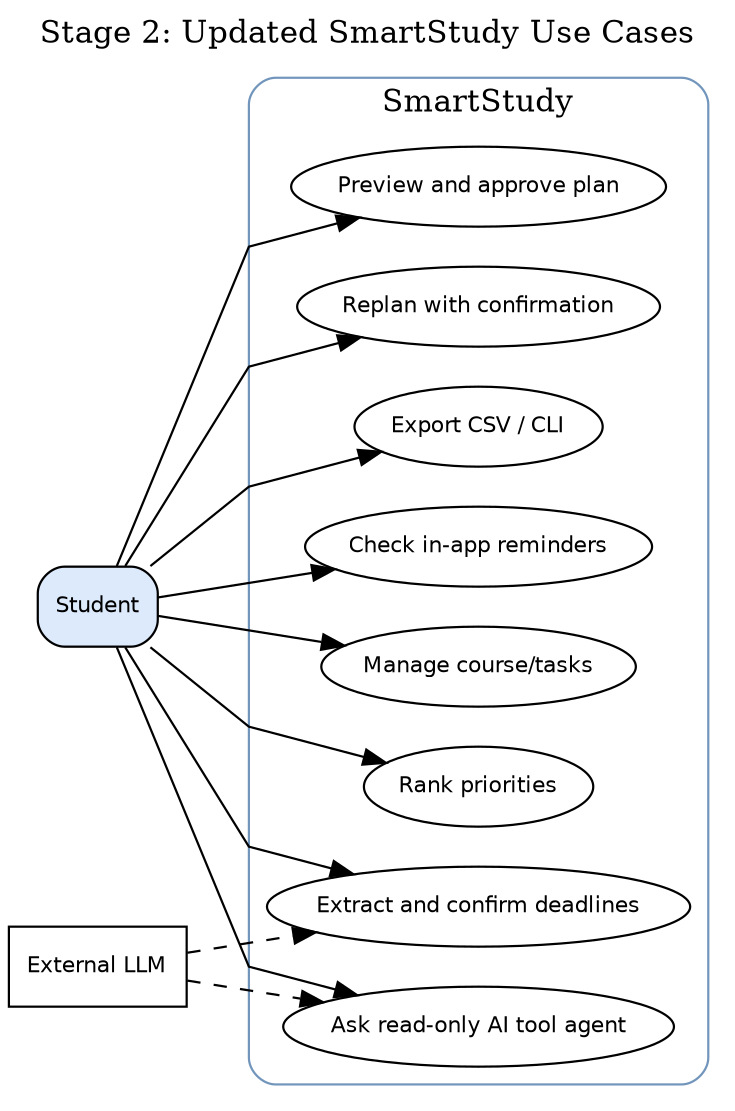 Stage 2: Updated SmartStudy Use Cases
SmartStudy
Preview and approve plan
Replan with confirmation
Export CSV / CLI
Check in-app reminders
Student
Manage course/tasks
Rank priorities
Extract and confirm deadlines
External LLM
Ask read-only AI tool agent